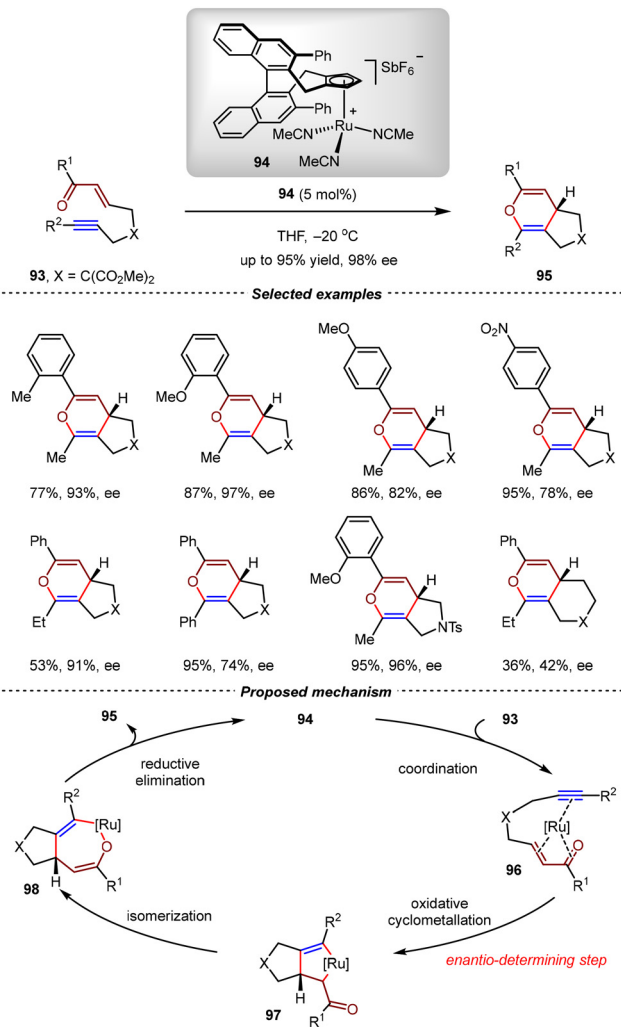 Ph
SbF6
–
Ph
+
Ru
MeCN
NCMe
MeCN
94
R1
O
R2
X
93, X = C(CO2Me)2
94 (5 mol%)
THF, –20 °C
up to 95% yield, 98% ee
R1
H
O
X
R2
95
Selected examples
Me
O
H
X
Me
77%, 93%, ee
MeO
O
H
X
Me
87%, 97%, ee
MeO
O
H
X
Me
86%, 82%, ee
O2N
O
H
X
Me
95%, 78%, ee
Ph
H
O
X
Et
53%, 91%, ee
Ph
H
O
X
Ph
95%, 74%, ee
MeO
O
H
NTs
Me
95%, 96%, ee
Ph
H
O
X
Et
36%, 42%, ee
Proposed mechanism
95
94
93
reductive
elimination
coordination
R2
[Ru]
X
O
H
R1
98
R2
X
[Ru]
O
R1
96
isomerization
oxidative
cyclometallation
enantio-determining step
R2
[Ru]
X
H
O
R1
97